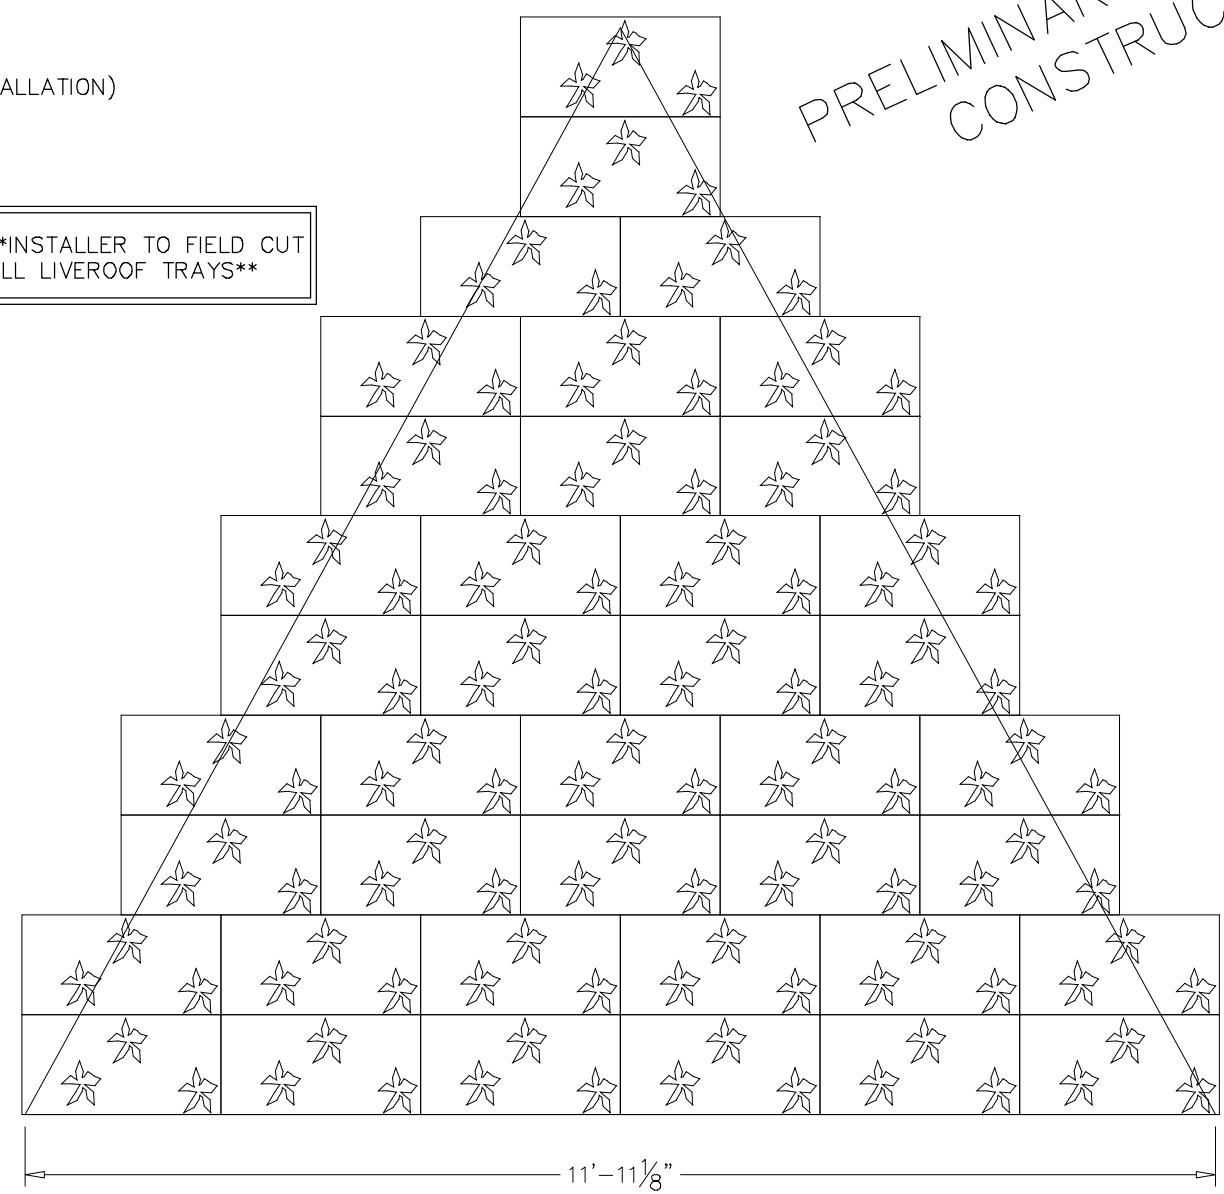 PRELIMINAR
CONSTRUC
ALLATION)
*INSTALLER TO FIELD CUT
LL LIVEROOF TRAYS**
11'-11⅛"